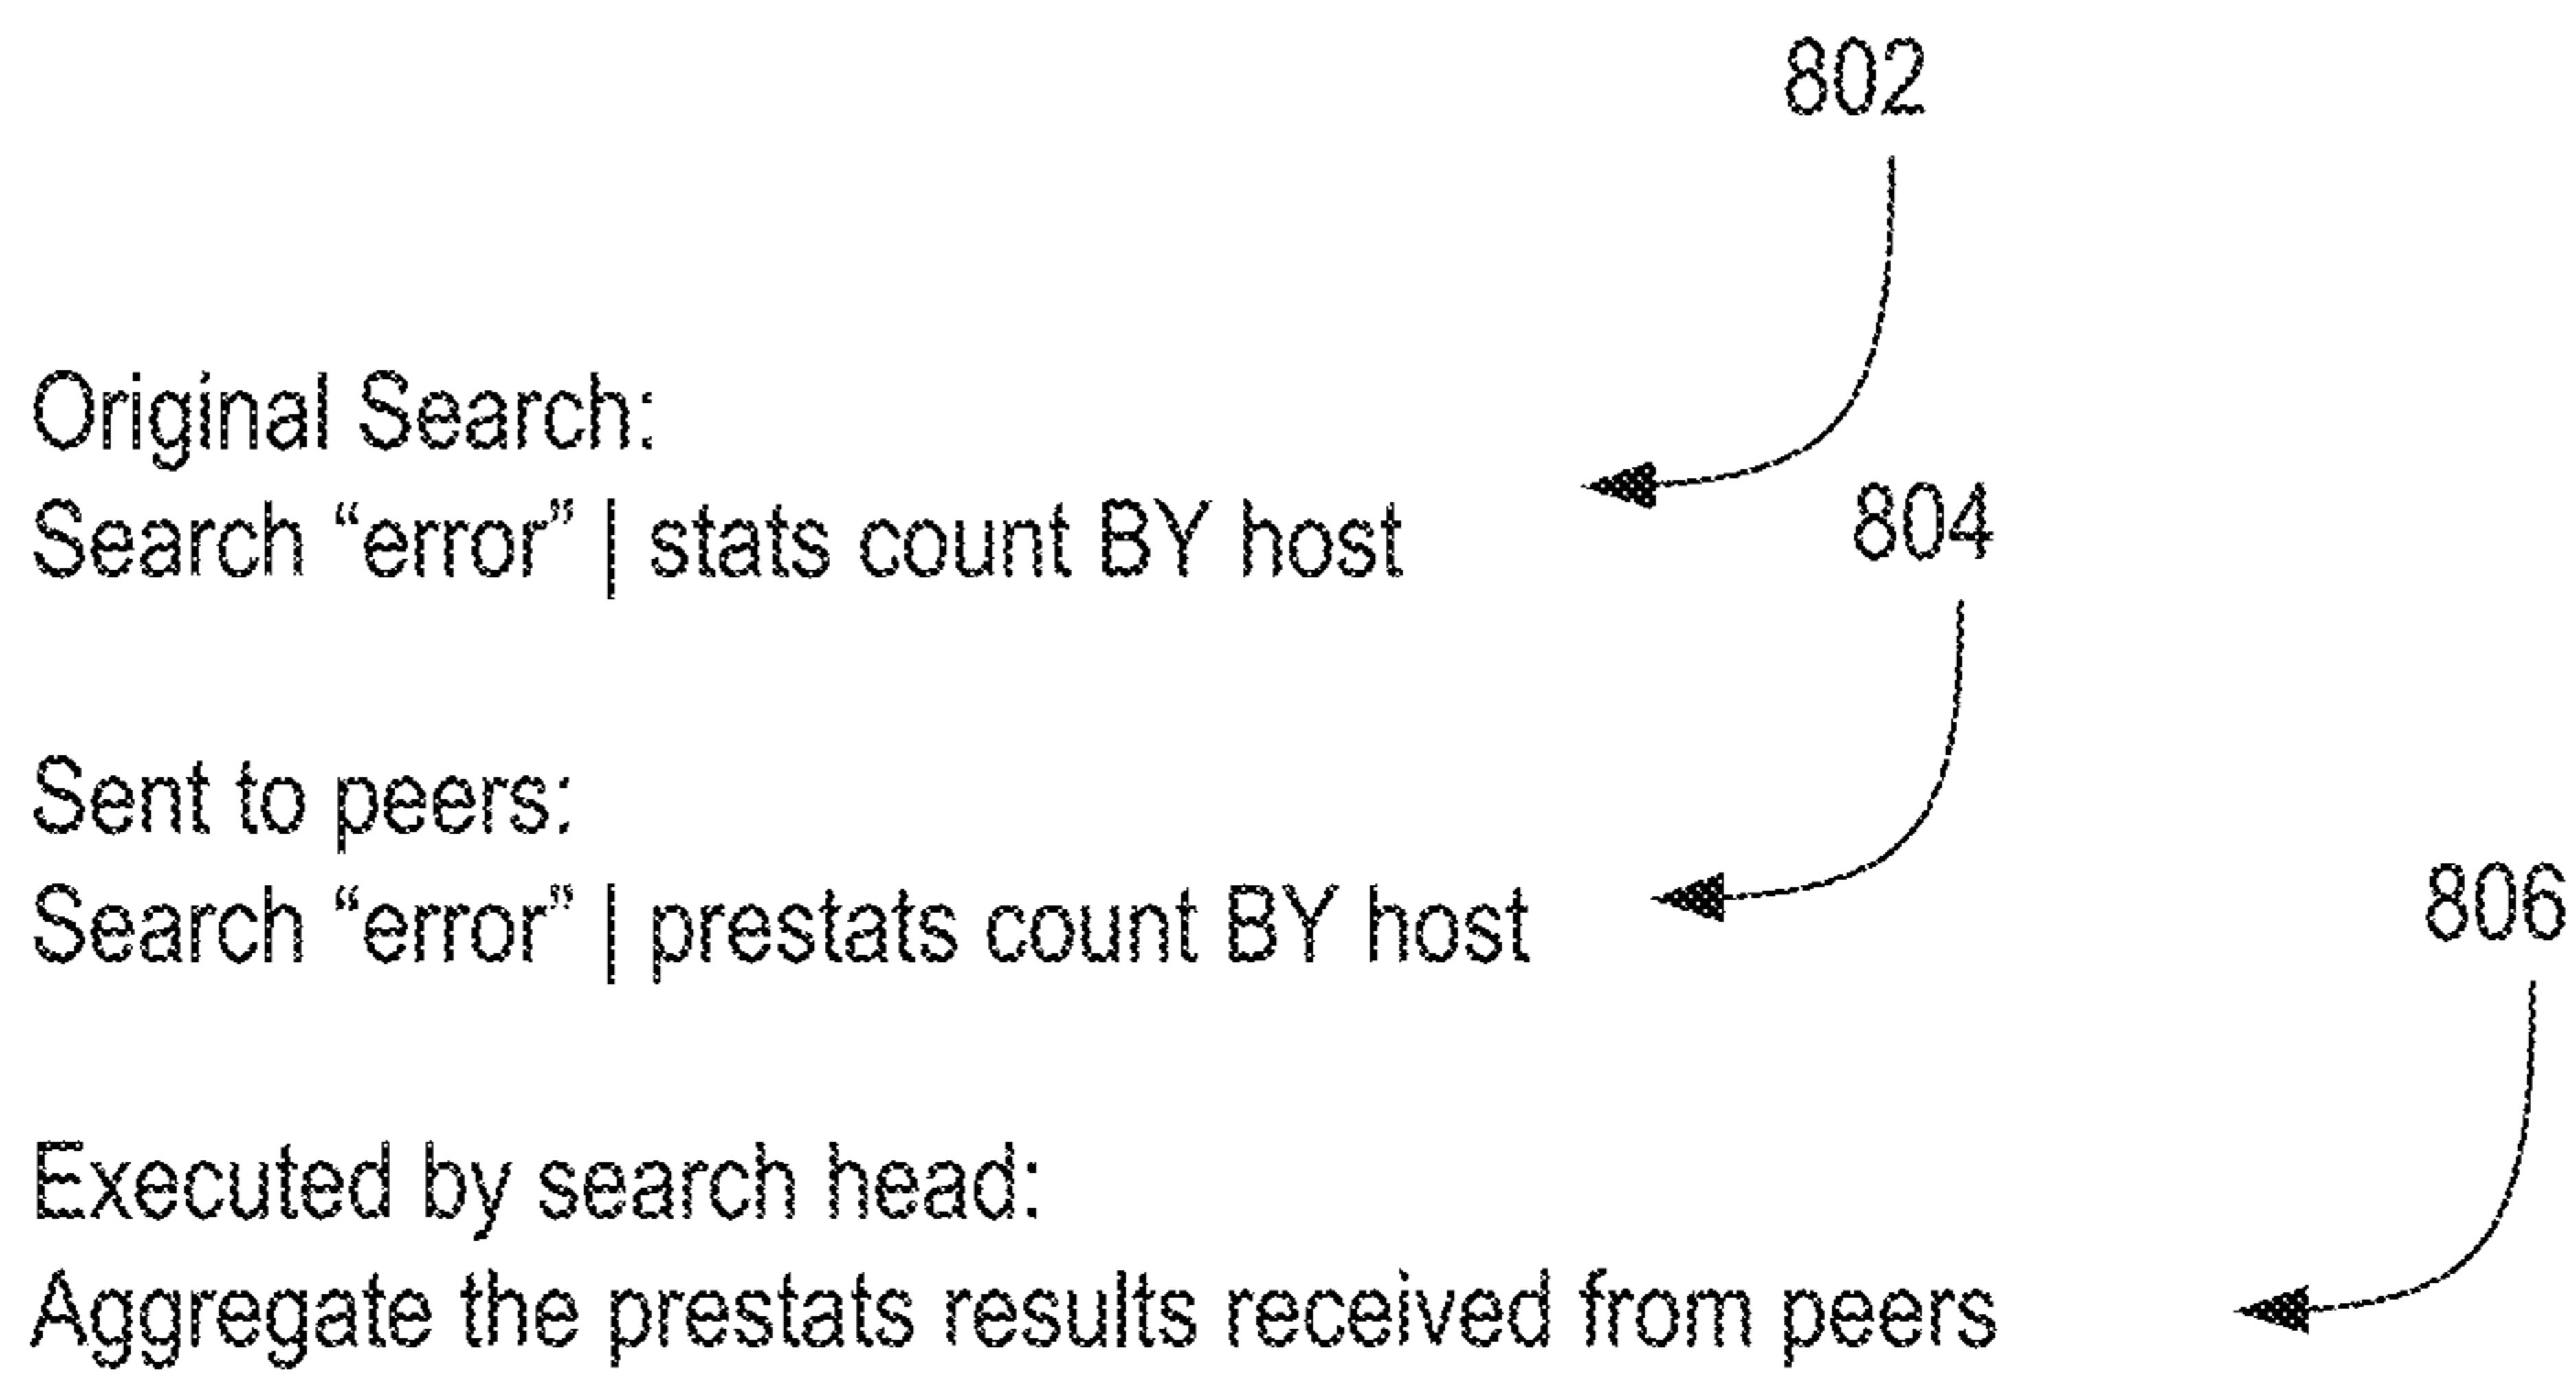 802
Original Search:
Search “error” | stats count BY host
804
Sent to peers:
Search “error” | prestats count BY host
806
Executed by search head:
Aggregate the prestats results received from peers